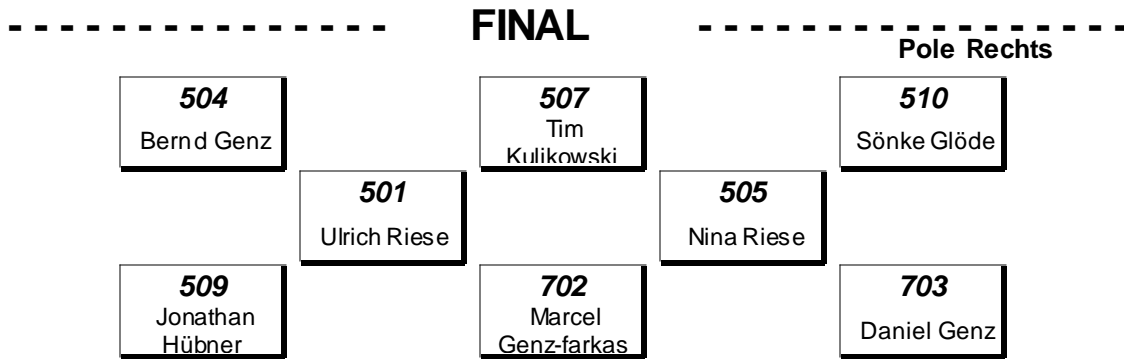 FINAL
Pole Rechts
504
Bernd Genz
507
Tim
Kulikowski
510
Sönke Glöde
501
Ulrich Riese
505
Nina Riese
509
Jonathan
Hübner
702
Marcel
Genz-farkas
703
Daniel Genz